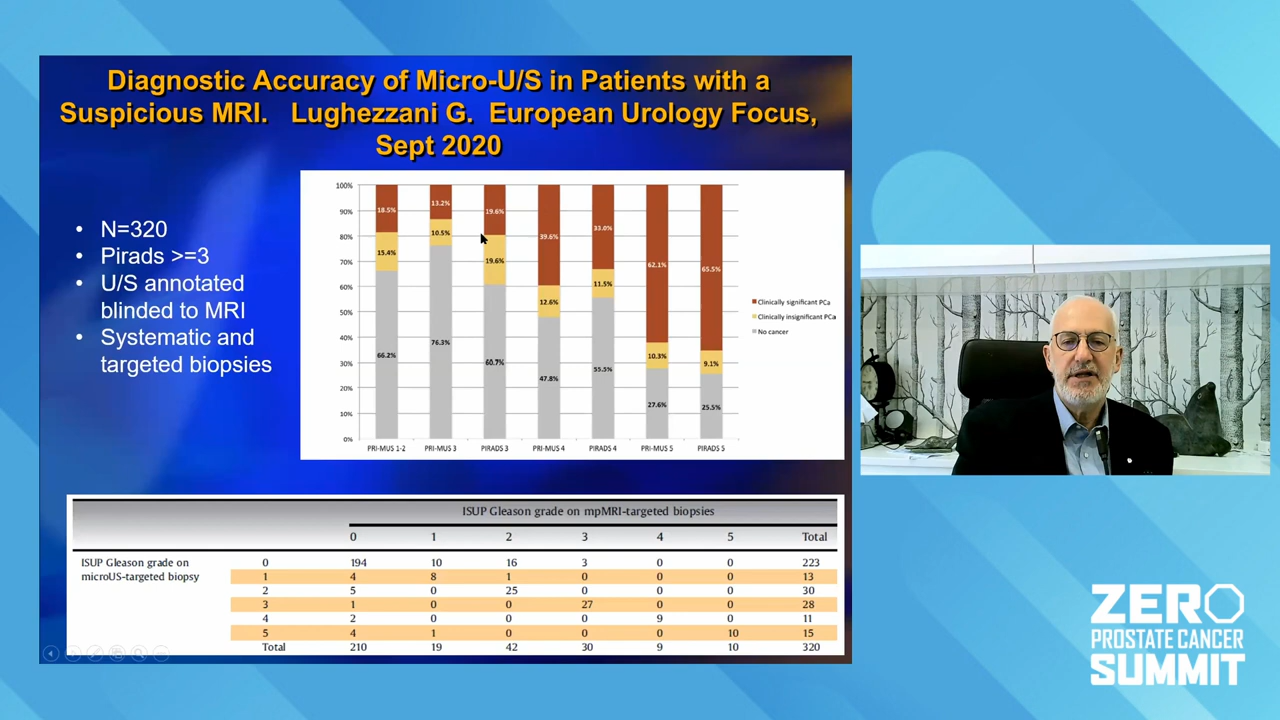 Diagnostic Accuracy of Micro-U/S in Patients with a
Suspicious MRI. Lughezzani G. European Urology Focus,
Sept 2020
• N=320
• Pirads >=3
• U/S annotated
blinded to MRI
• Systematic and
targeted biopsies
100%
90%
80%
70%
60%
50%
40%
30%
20%
10%
0%
18.5% 13.2% 19.6% 39.6% 33.0% 62.1% 65.5%
15.4% 10.5% 19.6% 12.6% 11.5% 10.3% 9.1%
66.2% 76.3% 60.7% 47.8% 55.5% 27.6% 25.5%
PRI-MUS 1-2 PRI-MUS 3 PIRADS 3 PRI-MUS 4 PIRADS 4 PRI-MUS 5 PIRADS 5
Clinically significant PCa
Clinically insignificant PCa
No cancer
ISUP Gleason grade on mpMRI-targeted biopsies
0 1 2 3 4 5 Total
ISUP Gleason grade on 0 194 10 16 3 0 0 223
microUS-targeted biopsy 1 4 8 1 0 0 0 13
2 5 0 25 0 0 0 30
3 1 0 0 27 0 0 28
4 2 0 0 0 9 0 11
5 4 1 0 0 0 10 15
Total 210 19 42 30 9 10 320
ZERO
PROSTATE CANCER
SUMMIT